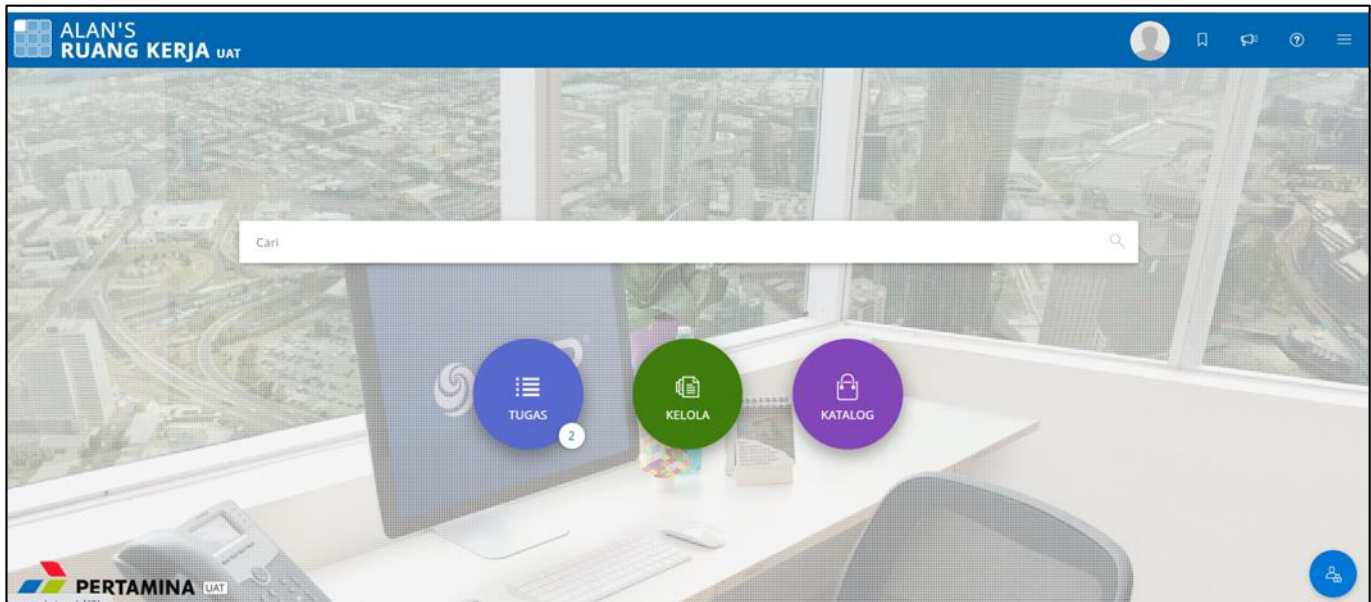 ALAN'S
RUANG KERJA UAT
Cari
TUGAS
2
KELOLA
KATALOG
PERTAMINA UAT